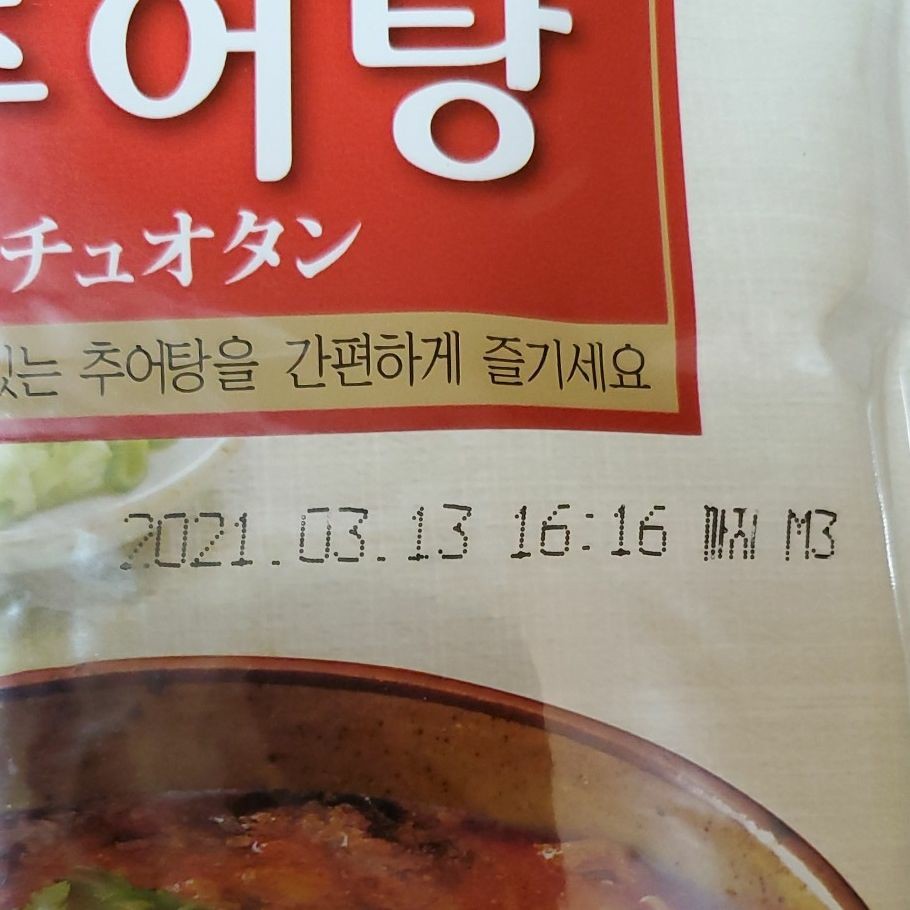 추어탕
チュオタン
있는 추어탕을 간편하게 즐기세요
2021.03.13 16:16 까지 M3